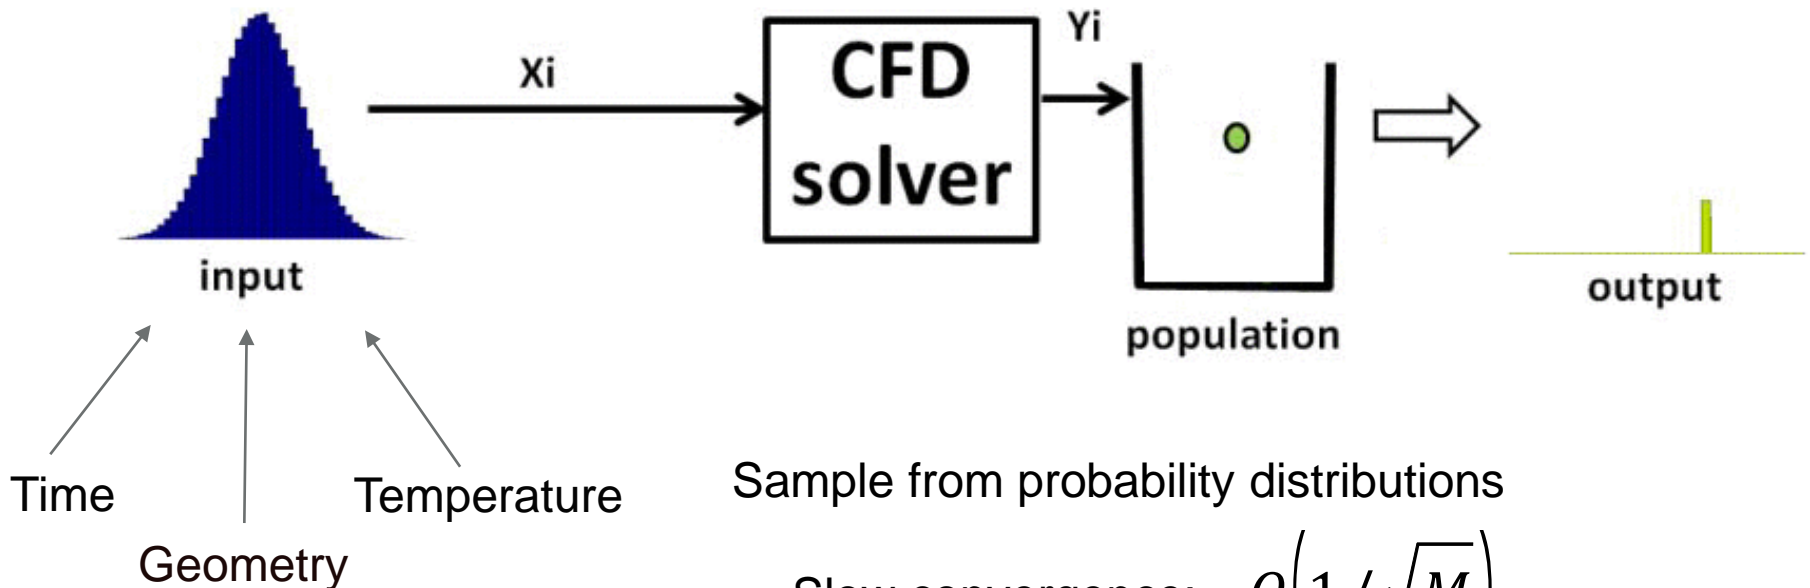 Xi
CFD
solver
Yi
input
population
output
Time
Geometry
Temperature
Sample from probability distributions
Slow convergence: O(1/√M)